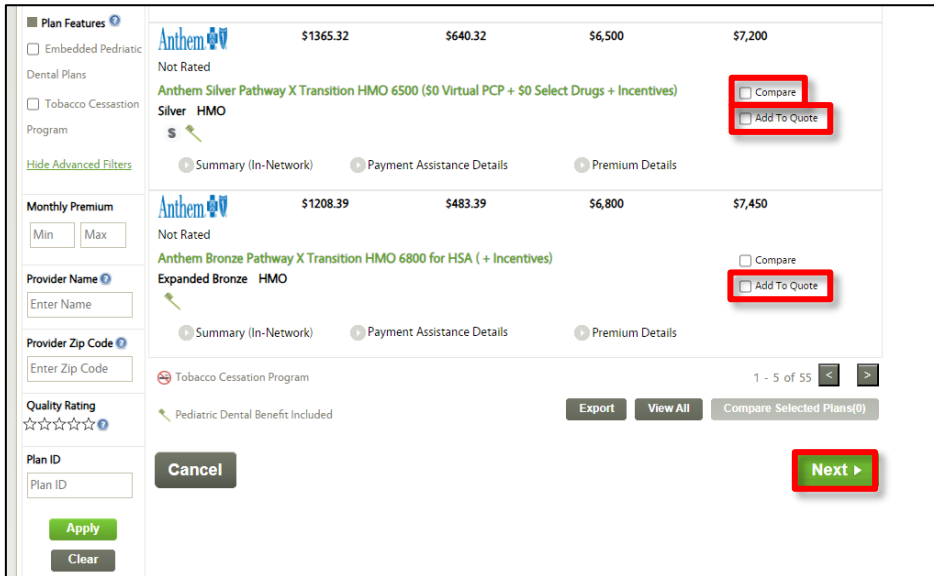 Plan Features
Embedded Pedriatic
Dental Plans
Tobacco Cessastion
Program
Hide Advanced Filters
Monthly Premium
Min Max
Provider Name
Enter Name
Provider Zip Code
Enter Zip Code
Quality Rating
Plan ID
Plan ID
Apply
Clear
Anthem $1365.32 $640.32 $6,500 $7,200
Not Rated
Anthem Silver Pathway X Transition HMO 6500 ($0 Virtual PCP + $0 Select Drugs + Incentives)
Compare
Silver HMO
Add To Quote
S
Summary (In-Network) Payment Assistance Details Premium Details
Anthem $1208.39 $483.39 $6,800 $7,450
Not Rated
Anthem Bronze Pathway X Transition HMO 6800 for HSA ( + Incentives)
Compare
Expanded Bronze HMO
Add To Quote
Summary (In-Network) Payment Assistance Details Premium Details
Tobacco Cessation Program
1 - 5 of 55 < >
Pediatric Dental Benefit Included
Export View All Compare Selected Plans(0)
Cancel Next